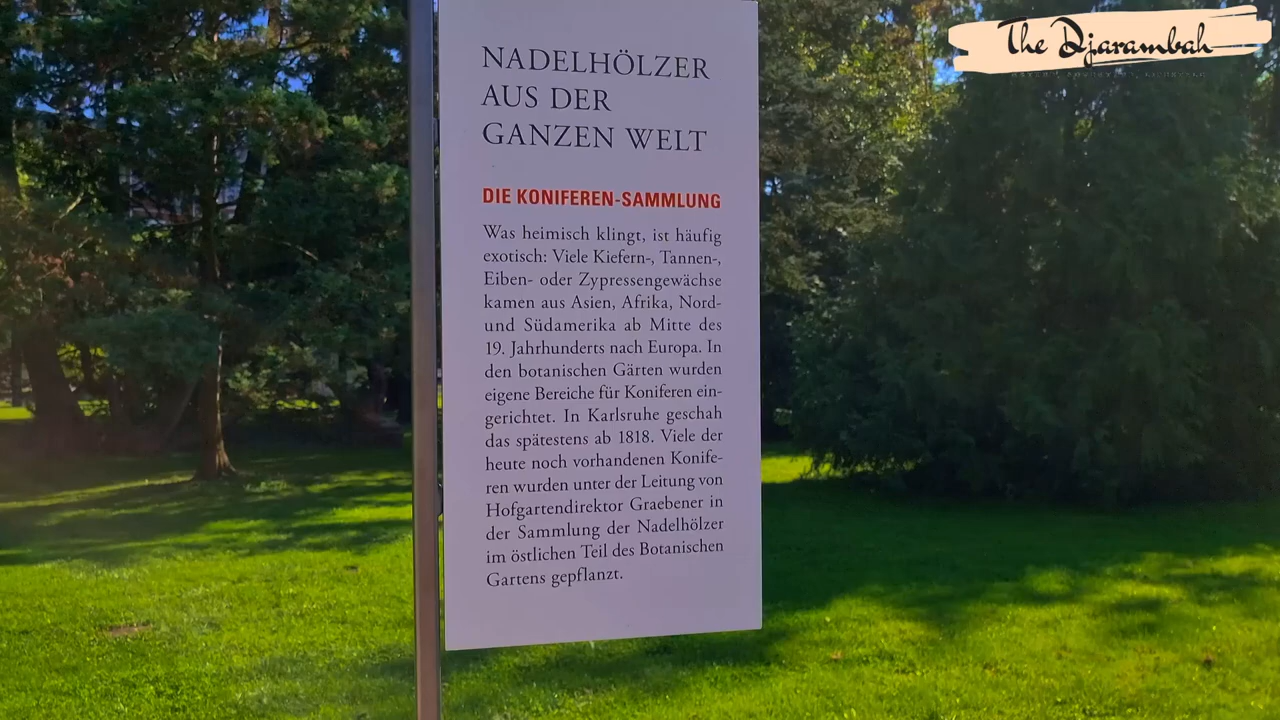 The Djarambah
NADELHÖLZER
AUS DER
GANZEN WELT
DIE KONIFEREN-SAMMLUNG
Was heimisch klingt, ist häufig
exotisch: Viele Kiefern-, Tannen-,
Eiben- oder Zypressengewächse
kamen aus Asien, Afrika, Nord-
und Südamerika ab Mitte des
19. Jahrhunderts nach Europa. In
den botanischen Gärten wurden
eigene Bereiche für Koniferen ein-
gerichtet. In Karlsruhe geschah
das spätestens ab 1818. Viele der
heute noch vorhandenen Konife-
ren wurden unter der Leitung von
Hofgartendirektor Graebener in
der Sammlung der Nadelhölzer
im östlichen Teil des Botanischen
Gartens gepflanzt.